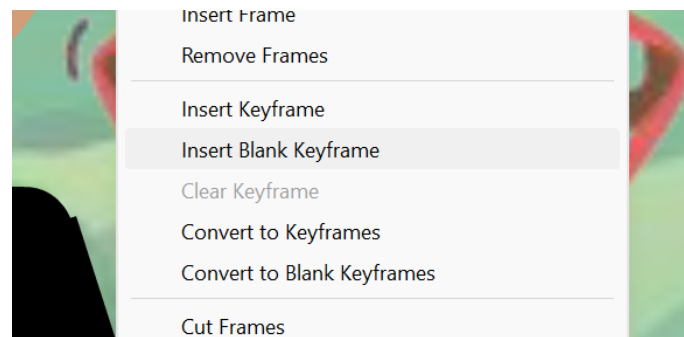 Insert Frame
Remove Frames
Insert Keyframe
Insert Blank Keyframe
Clear Keyframe
Convert to Keyframes
Convert to Blank Keyframes
Cut Frames